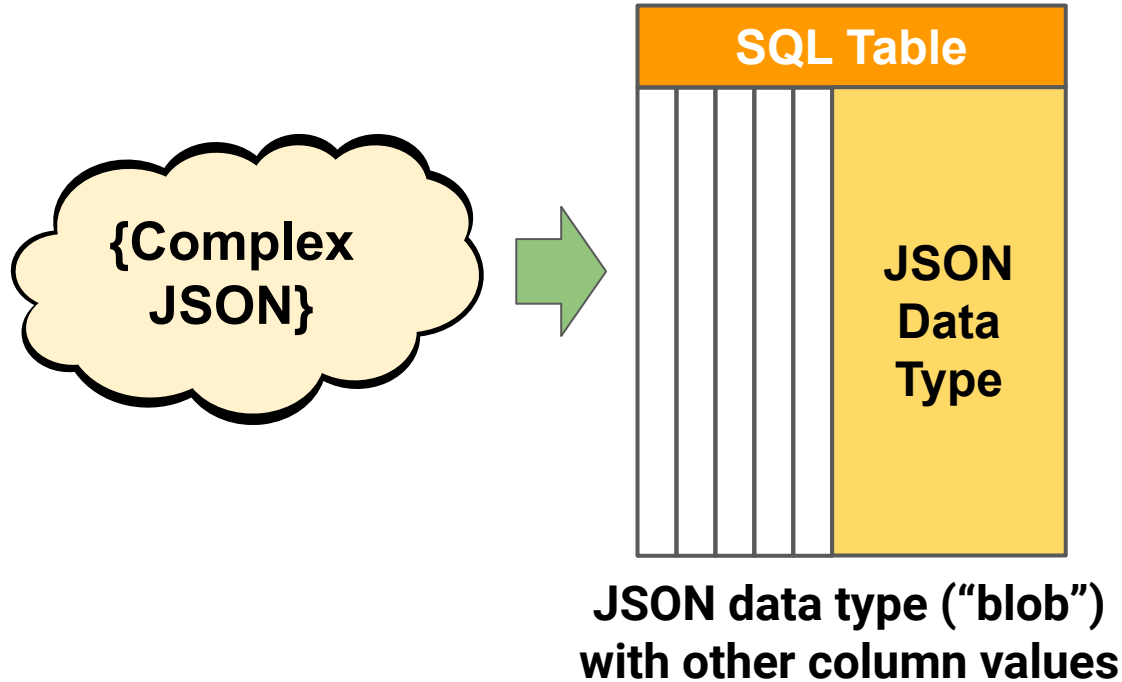 SQL Table
{Complex
JSON}
JSON
Data
Type
JSON data type (“blob”)
with other column values